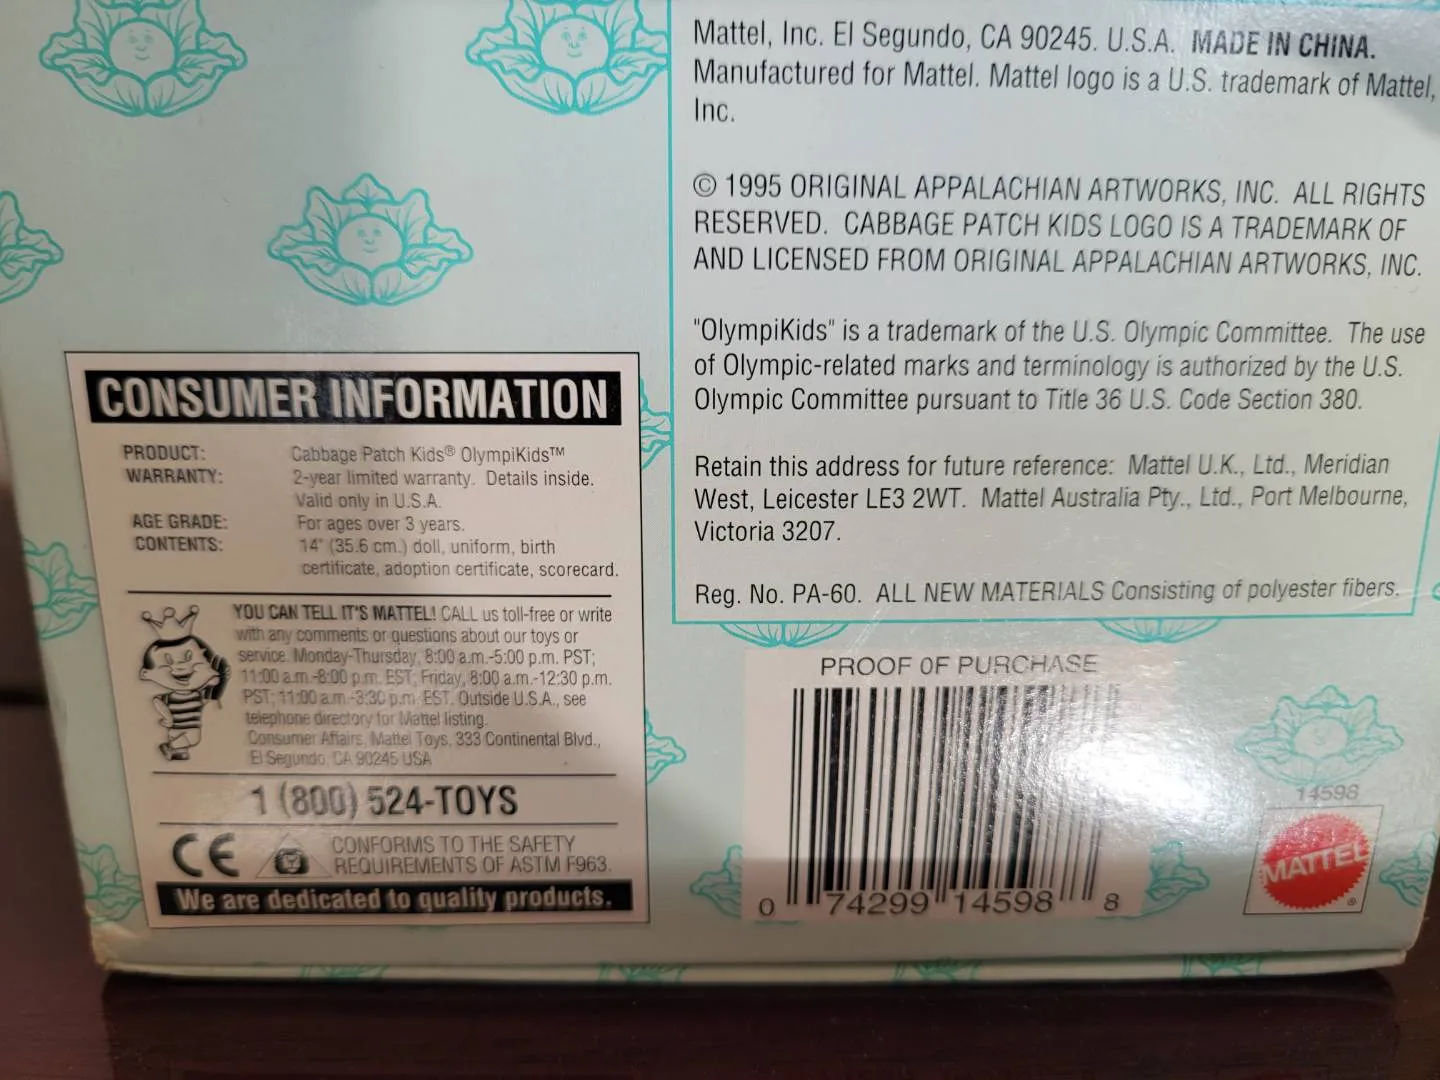 Mattel, Inc. El Segundo, CA 90245. U.S.A. MADE IN CHINA.
Manufactured for Mattel. Mattel logo is a U.S. trademark of Mattel,
Inc.
© 1995 ORIGINAL APPALACHIAN ARTWORKS, INC. ALL RIGHTS
RESERVED. CABBAGE PATCH KIDS LOGO IS A TRADEMARK OF
AND LICENSED FROM ORIGINAL APPALACHIAN ARTWORKS, INC.
"OlympiKids" is a trademark of the U.S. Olympic Committee. The use
of Olympic-related marks and terminology is authorized by the U.S.
Olympic Committee pursuant to Title 36 U.S. Code Section 380.
Retain this address for future reference: Mattel U.K., Ltd., Meridian
West, Leicester LE3 2WT. Mattel Australia Pty., Ltd., Port Melbourne,
Victoria 3207.
Reg. No. PA-60. ALL NEW MATERIALS Consisting of polyester fibers.
CONSUMER INFORMATION
PRODUCT: Cabbage Patch Kids® OlympiKids™
WARRANTY: 2-year limited warranty. Details inside.
Valid only in U.S.A.
AGE GRADE: For ages over 3 years.
CONTENTS: 14" (35.6 cm.) doll, uniform, birth
certificate, adoption certificate, scorecard.
YOU CAN TELL IT'S MATTEL! CALL us toll-free or write
with any comments or questions about our toys or
service. Monday-Thursday, 8:00 a.m.-5:00 p.m. PST;
11:00 a.m.-8:00 p.m. EST; Friday, 8:00 a.m.-12:30 p.m.
PST; 11:00 a.m.-3:30 p.m. EST. Outside U.S.A., see
telephone directory for Mattel listing.
Consumer Affairs, Mattel Toys, 333 Continental Blvd.,
El Segundo, CA 90245 USA
1 (800) 524-TOYS
CE CONFORMS TO THE SAFETY
REQUIREMENTS OF ASTM F963.
We are dedicated to quality products.
PROOF OF PURCHASE
0 74299 14598 8
14598
MATTEL®